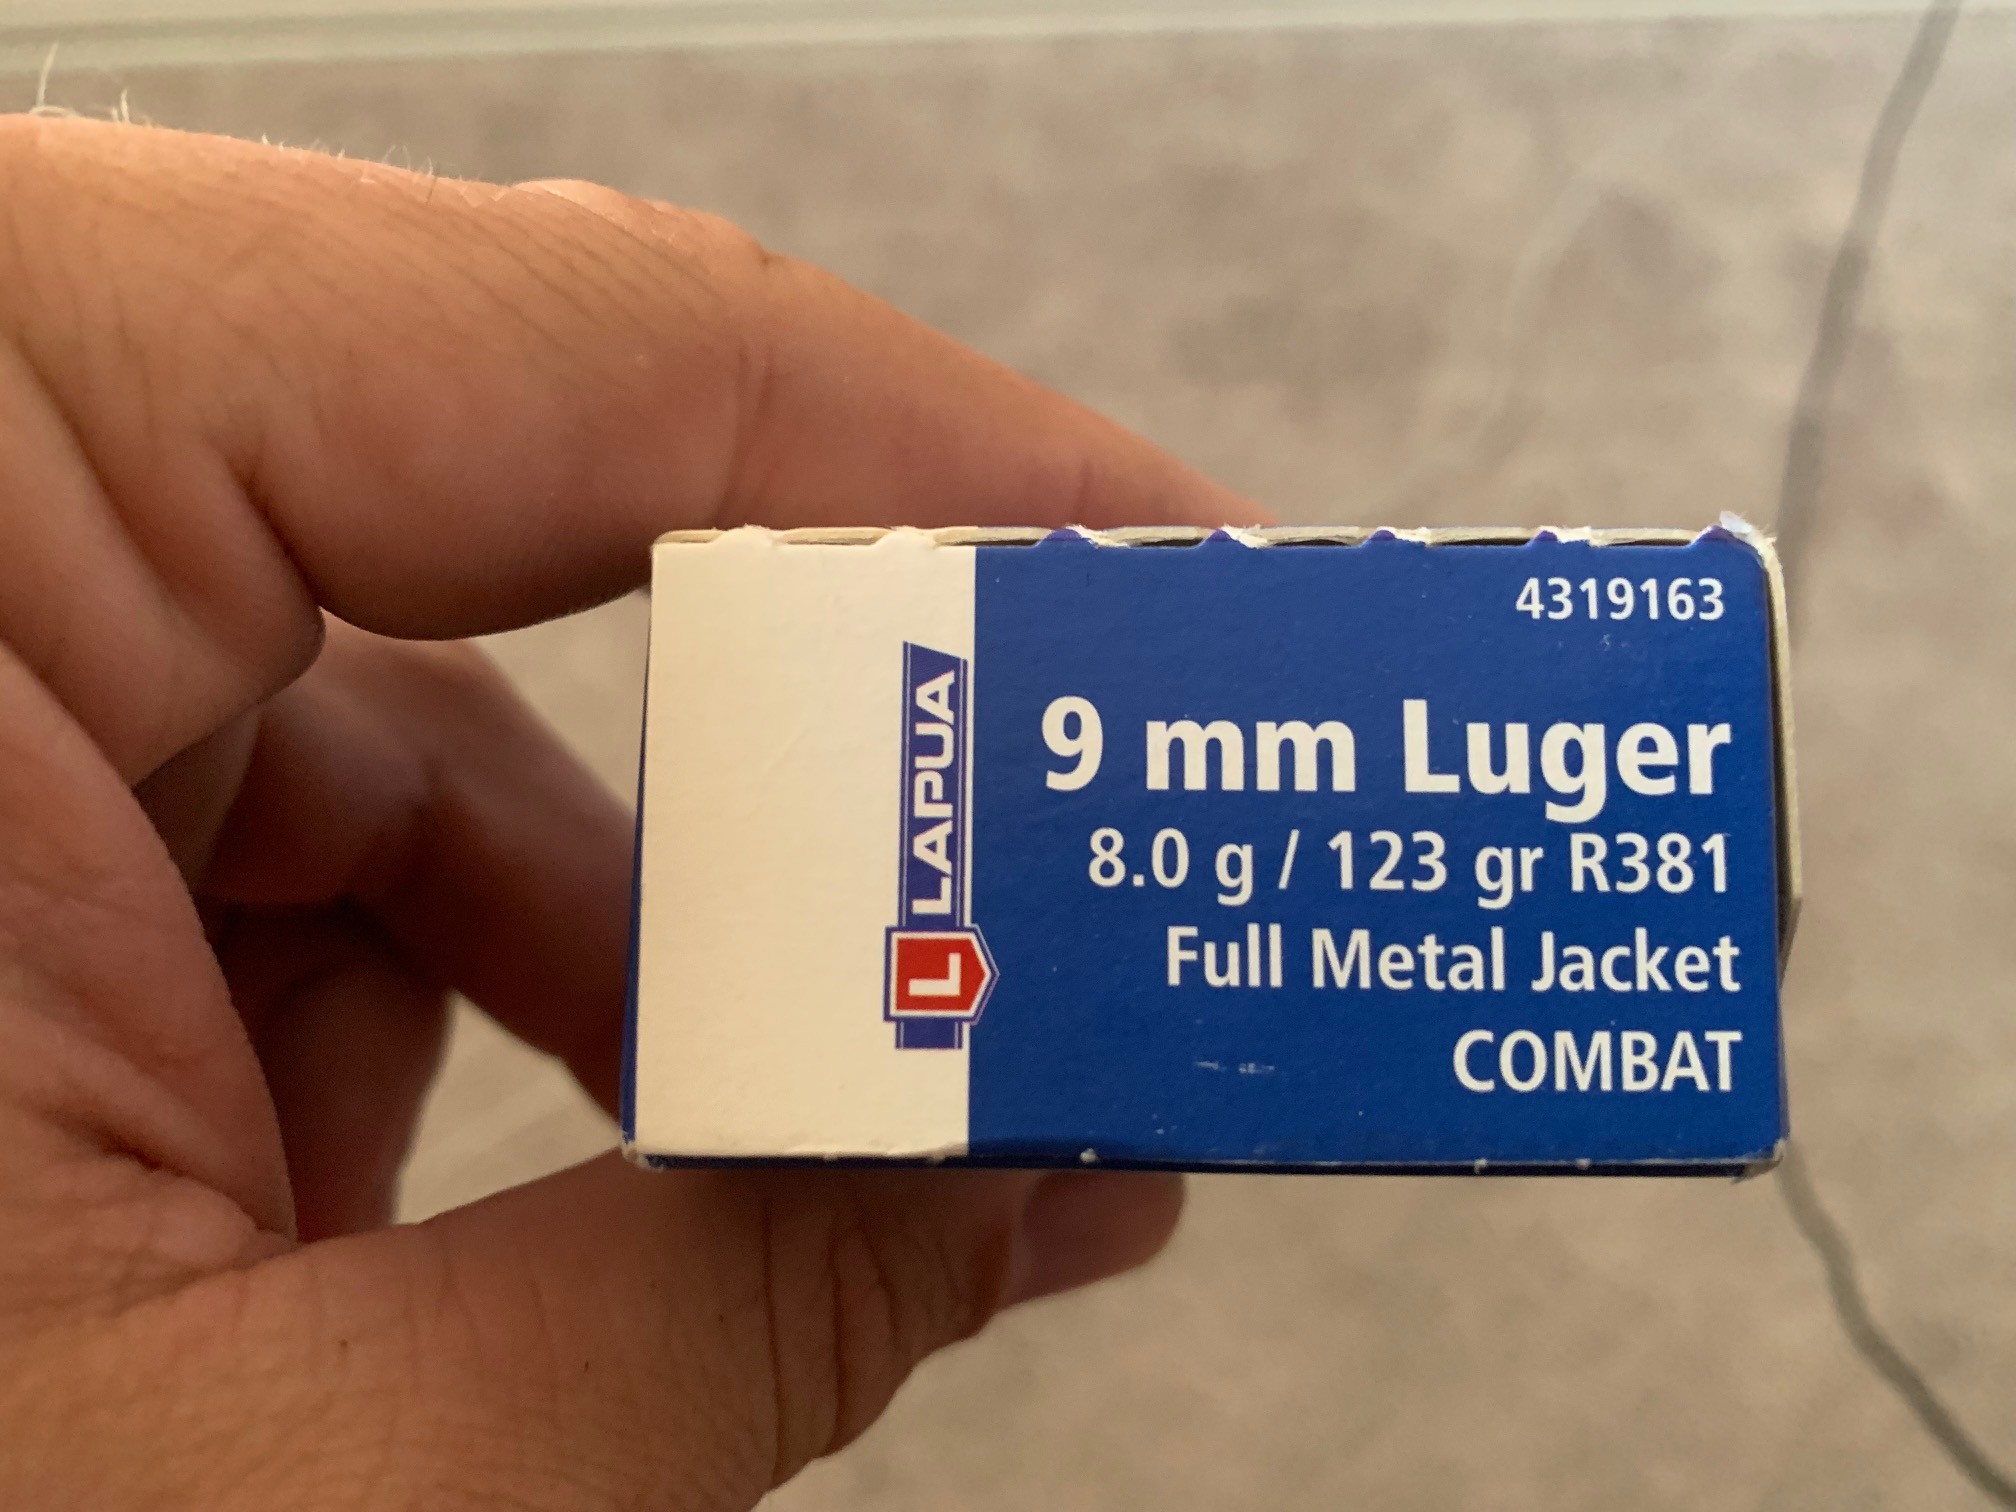 4319163
9 mm Luger
8.0 g / 123 gr R381
Full Metal Jacket
COMBAT
LAPUA
L